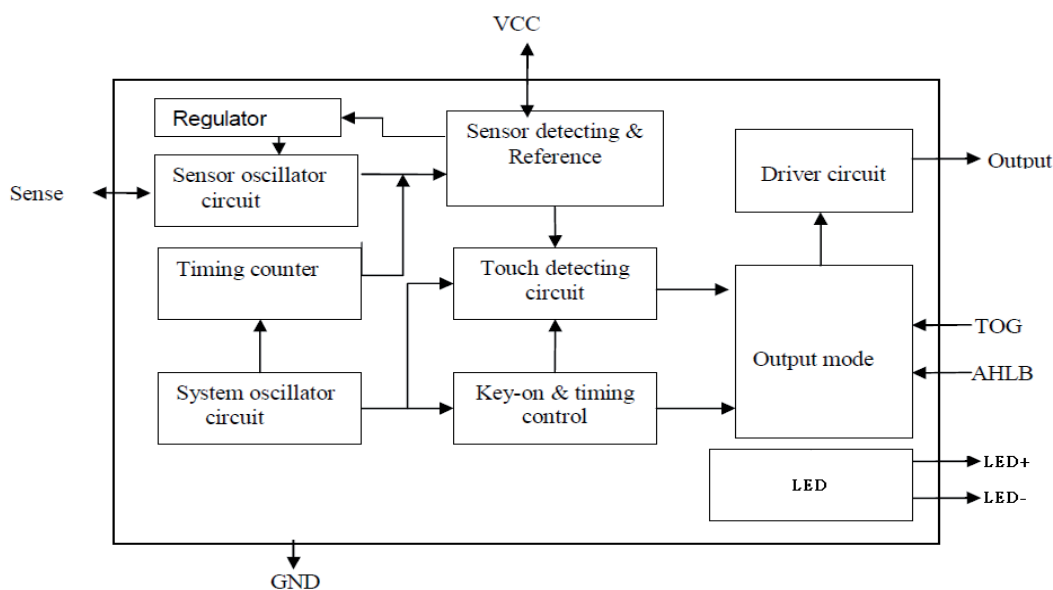 VCC
Regulator
Sensor detecting &
Reference
Sensor oscillator
circuit
Sense
Driver circuit
Output
Timing counter
Touch detecting
circuit
Output mode
TOG
AHLB
System oscillator
circuit
Key-on & timing
control
LED
LED+
LED-
GND